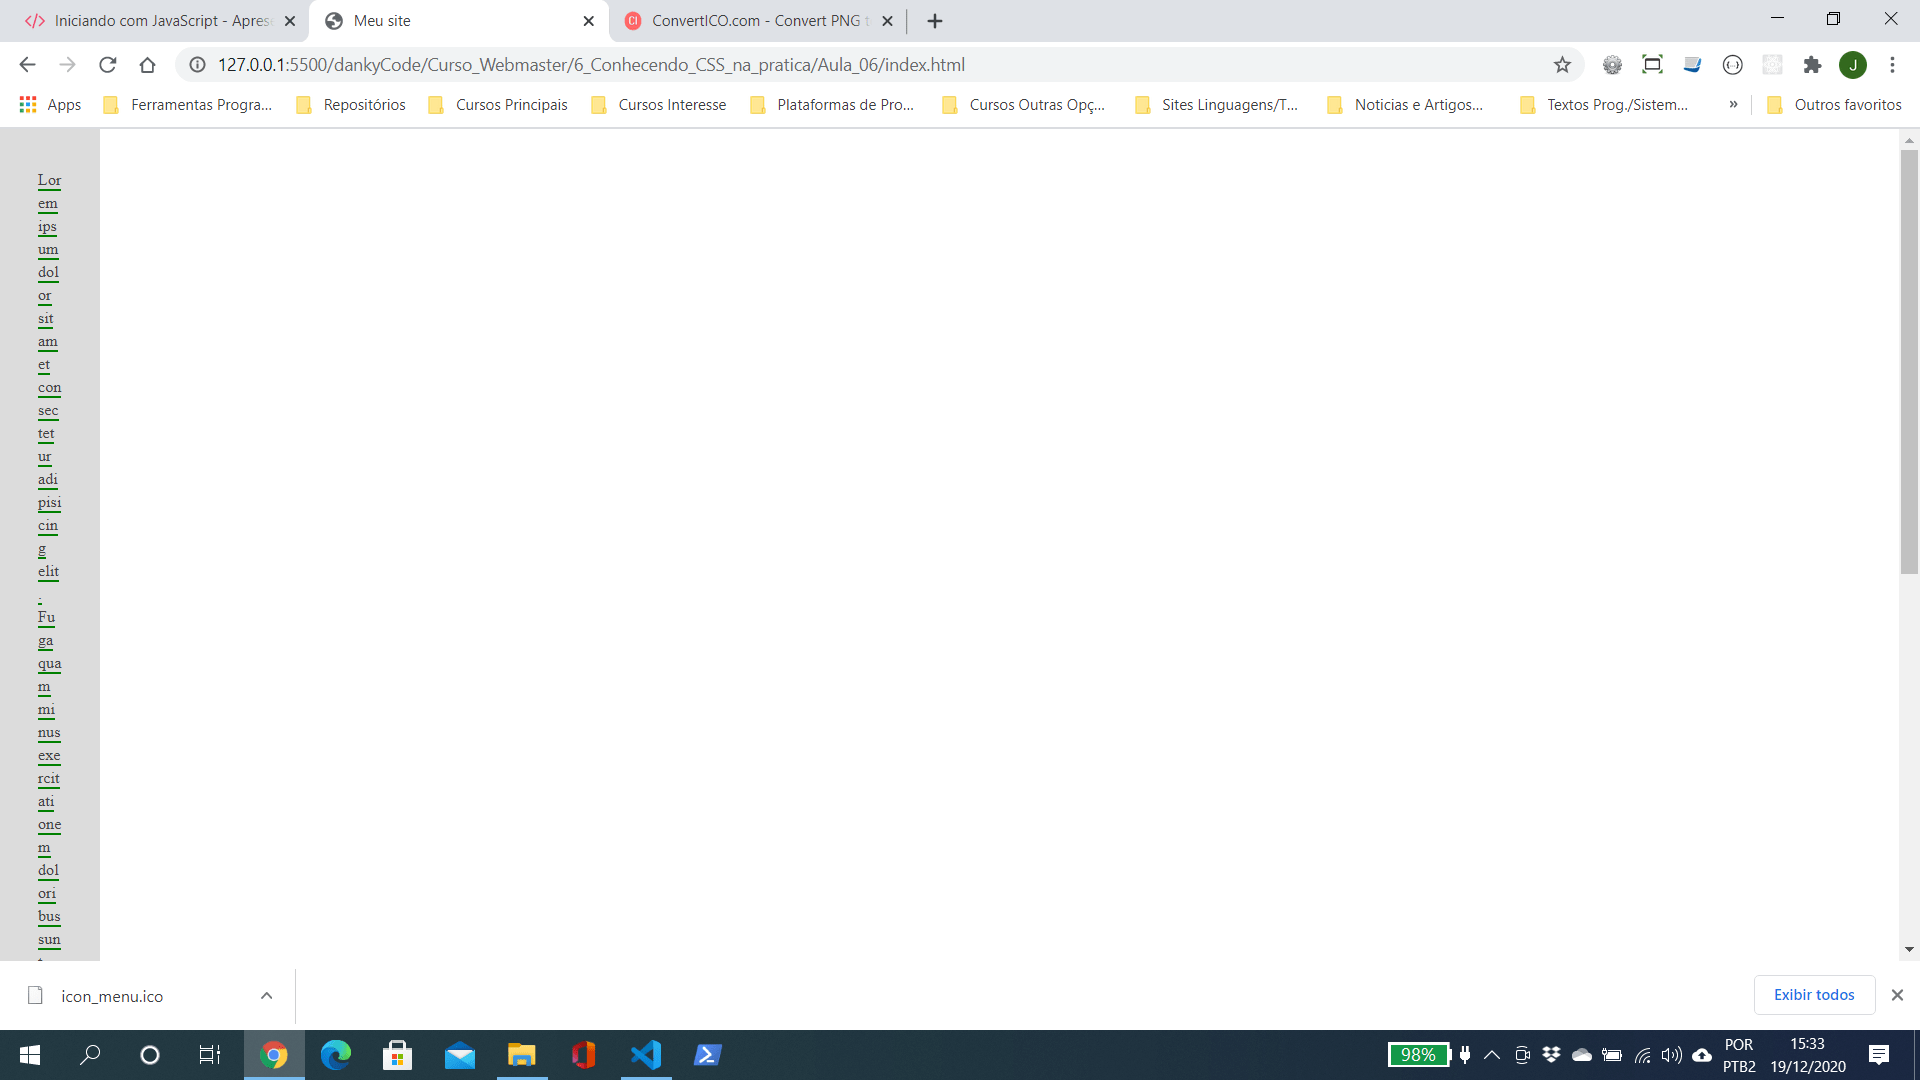 Iniciando com JavaScript - Aprese
Meu site
ConvertICO.com - Convert PNG t
127.0.0.1:5500/dankyCode/Curso_Webmaster/6_Conhecendo_CSS_na_pratica/Aula_06/index.html
J
Apps
Ferramentas Progra...
Repositórios
Cursos Principais
Cursos Interesse
Plataformas de Pro...
Cursos Outras Opç...
Sites Linguagens/T...
Noticias e Artigos...
Textos Prog./Sistem...
»
Outros favoritos
Lor
em
ips
um
dol
or
sit
am
et
con
sec
tet
ur
adi
pisi
cin
g
elit
.
Fu
ga
qua
m
mi
nus
exe
rcit
ati
one
m
dol
ori
bus
sun
icon_menu.ico
Exibir todos
98%
POR
PTB2
15:33
19/12/2020